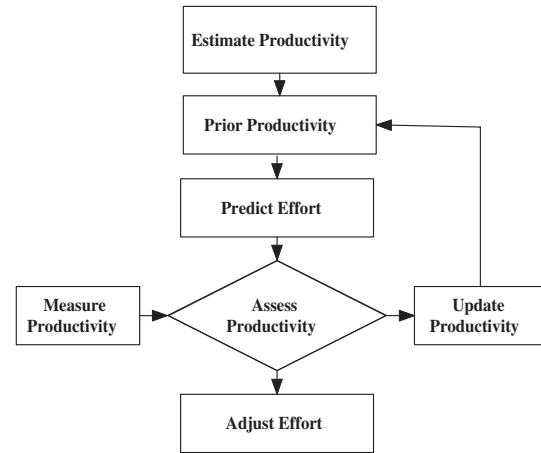 Estimate Productivity
Prior Productivity
Predict Effort
Measure
Productivity
Assess
Productivity
Update
Productivity
Adjust Effort